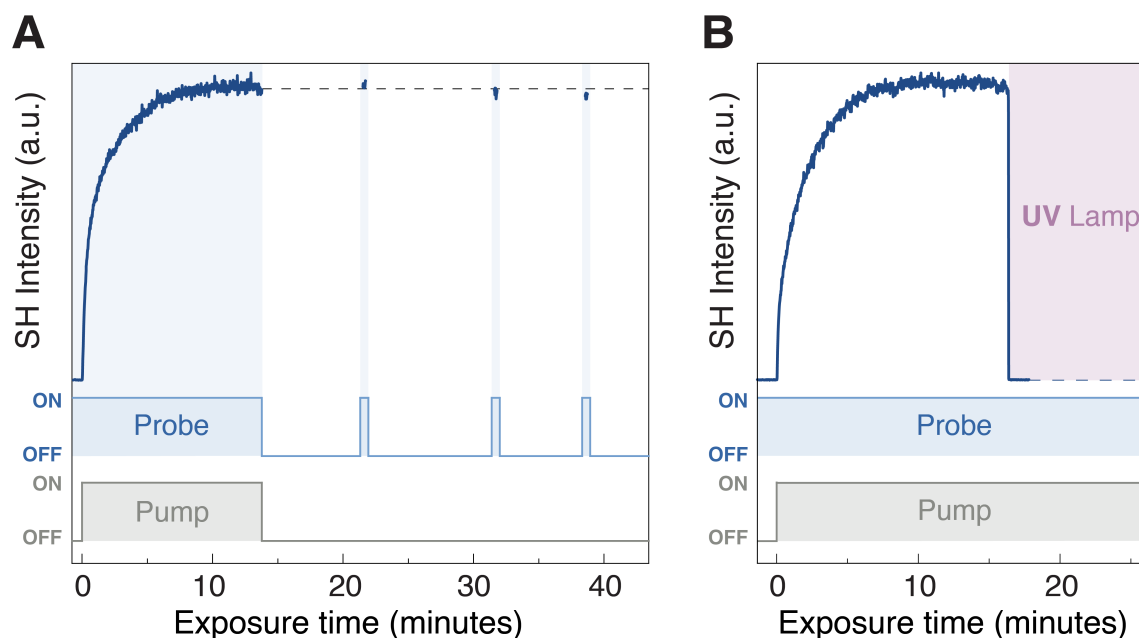 A
SH Intensity (a.u.)
ON
OFF
Probe
ON
OFF
Pump
0 10 20 30 40
Exposure time (minutes)
B
SH Intensity (a.u.)
UV Lamp
ON
OFF
Probe
ON
OFF
Pump
0 10 20
Exposure time (minutes)